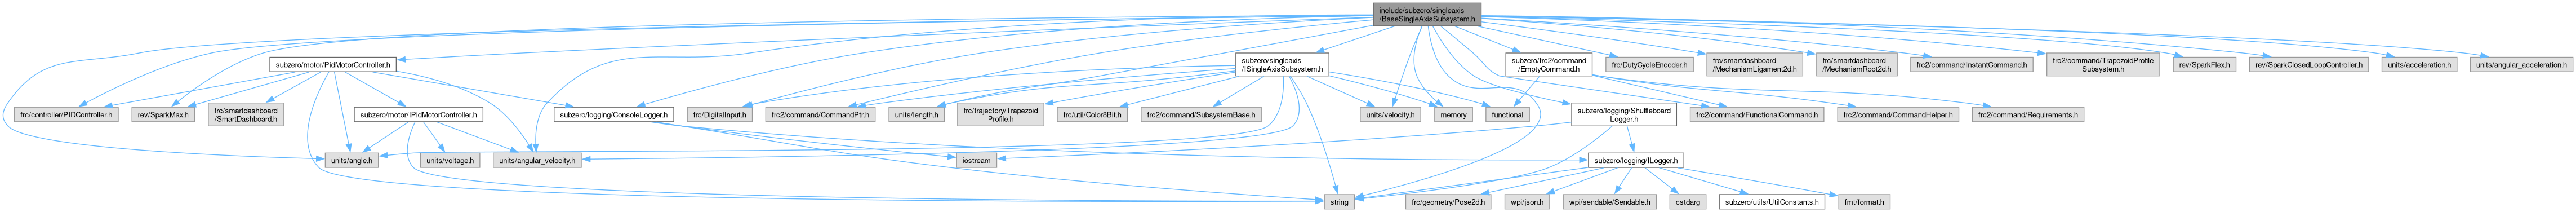 include/subzero/singleaxis
/BaseSingleAxisSubsystem.h
subzero/motor/PidMotorController.h
subzero/singleaxis
/ISingleAxisSubsystem.h
subzero/frc2/command
/EmptyCommand.h
frc/DutyCycleEncoder.h
frc/smartdashboard
/MechanismLigament2d.h
frc/smartdashboard
/MechanismRoot2d.h
frc2/command/InstantCommand.h
frc2/command/TrapezoidProfile
Subsystem.h
rev/SparkFlex.h
rev/SparkClosedLoopController.h
units/acceleration.h
units/angular_acceleration.h
frc/controller/PIDController.h
rev/SparkMax.h
frc/smartdashboard
/SmartDashboard.h
subzero/motor/IPidMotorController.h
subzero/logging/ConsoleLogger.h
frc/DigitalInput.h
frc2/command/CommandPtr.h
units/length.h
frc/trajectory/Trapezoid
Profile.h
frc/util/Color8Bit.h
frc2/command/SubsystemBase.h
units/velocity.h
memory
functional
subzero/logging/Shuffleboard
Logger.h
frc2/command/FunctionalCommand.h
frc2/command/CommandHelper.h
frc2/command/Requirements.h
units/angle.h
units/voltage.h
units/angular_velocity.h
iostream
subzero/logging/ILogger.h
string
frc/geometry/Pose2d.h
wpi/json.h
wpi/sendable/Sendable.h
cstdarg
subzero/utils/UtilConstants.h
fmt/format.h